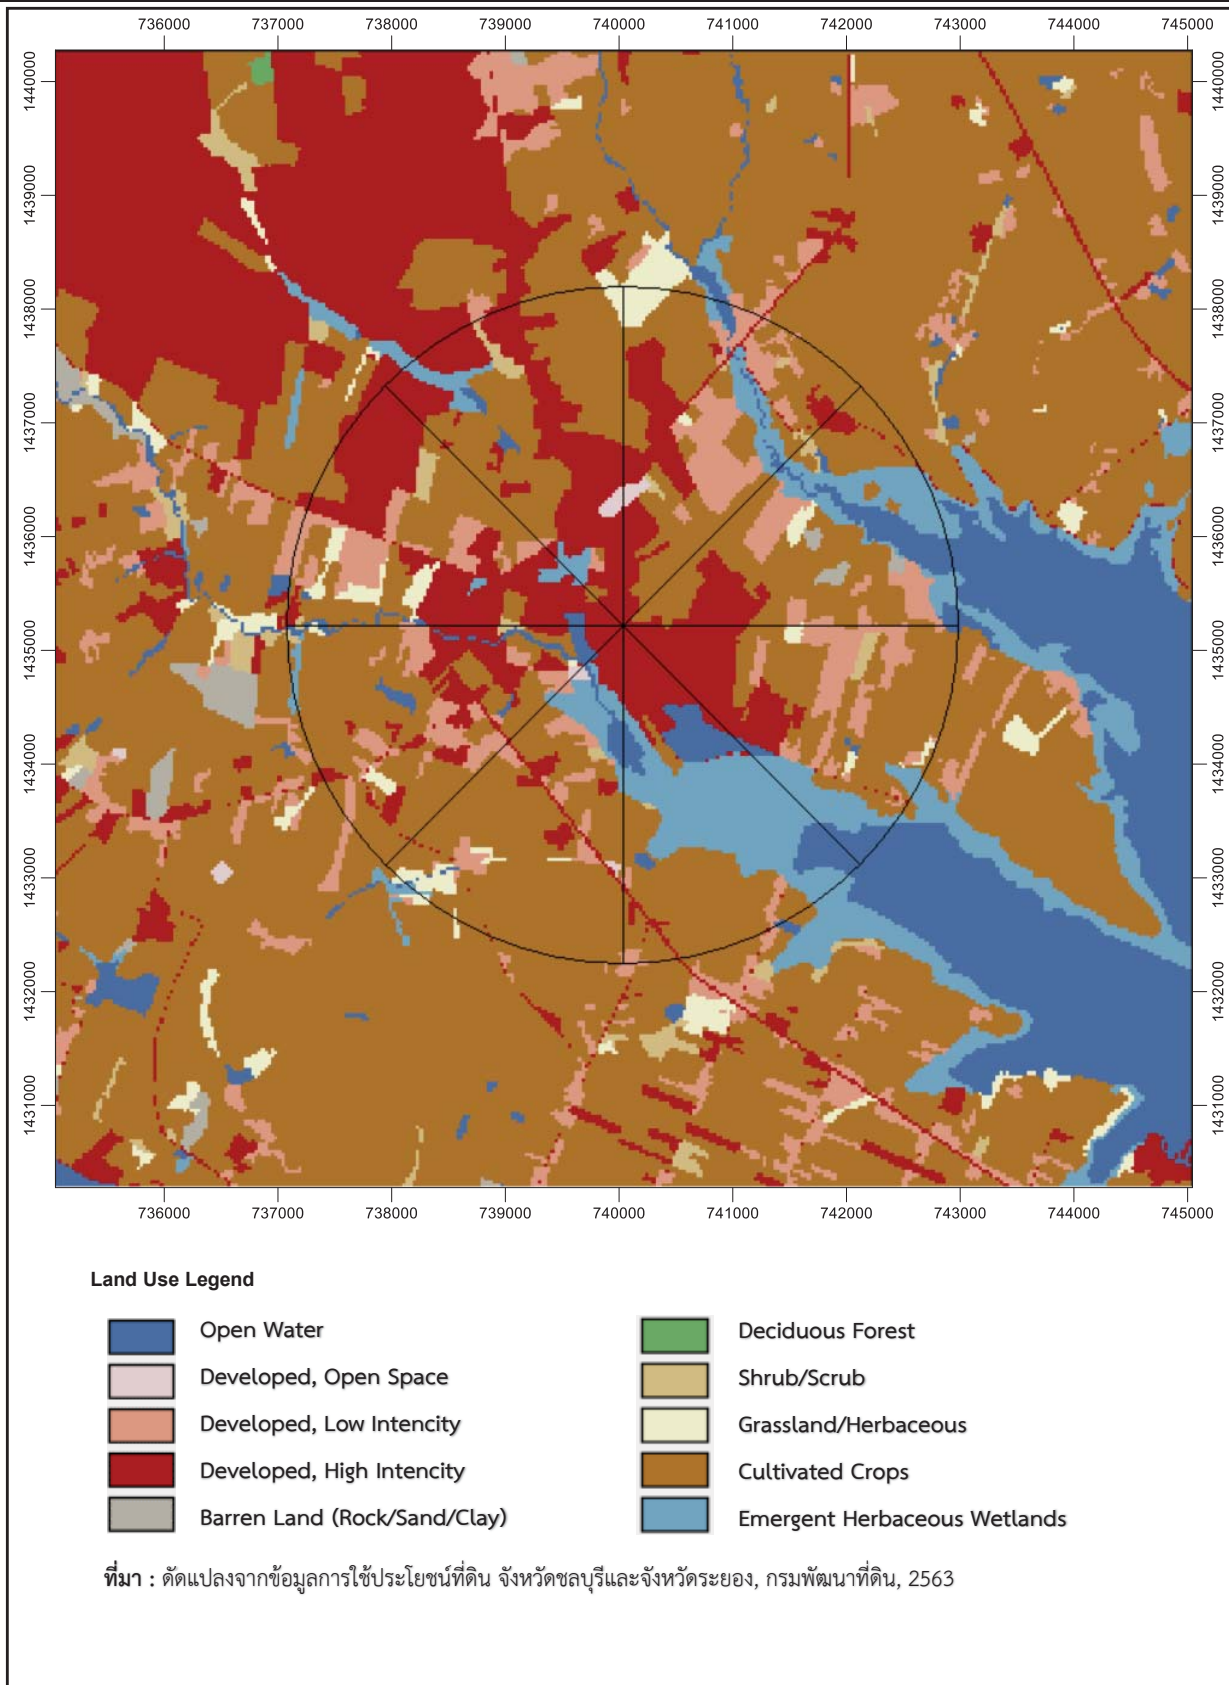 736000 737000 738000 739000 740000 741000 742000 743000 744000 745000
1440000 1440000
1439000 1439000
1438000 1438000
1437000 1437000
1436000 1436000
1435000 1435000
1434000 1434000
1433000 1433000
1432000 1432000
1431000 1431000
736000 737000 738000 739000 740000 741000 742000 743000 744000 745000
Land Use Legend
Open Water
Developed, Open Space
Developed, Low Intencity
Developed, High Intencity
Barren Land (Rock/Sand/Clay)
Deciduous Forest
Shrub/Scrub
Grassland/Herbaceous
Cultivated Crops
Emergent Herbaceous Wetlands
ที่มา : ดัดแปลงจากข้อมูลการใช้ประโยชน์ที่ดิน จังหวัดชลบุรีและจังหวัดระยอง, กรมพัฒนาที่ดิน, 2563